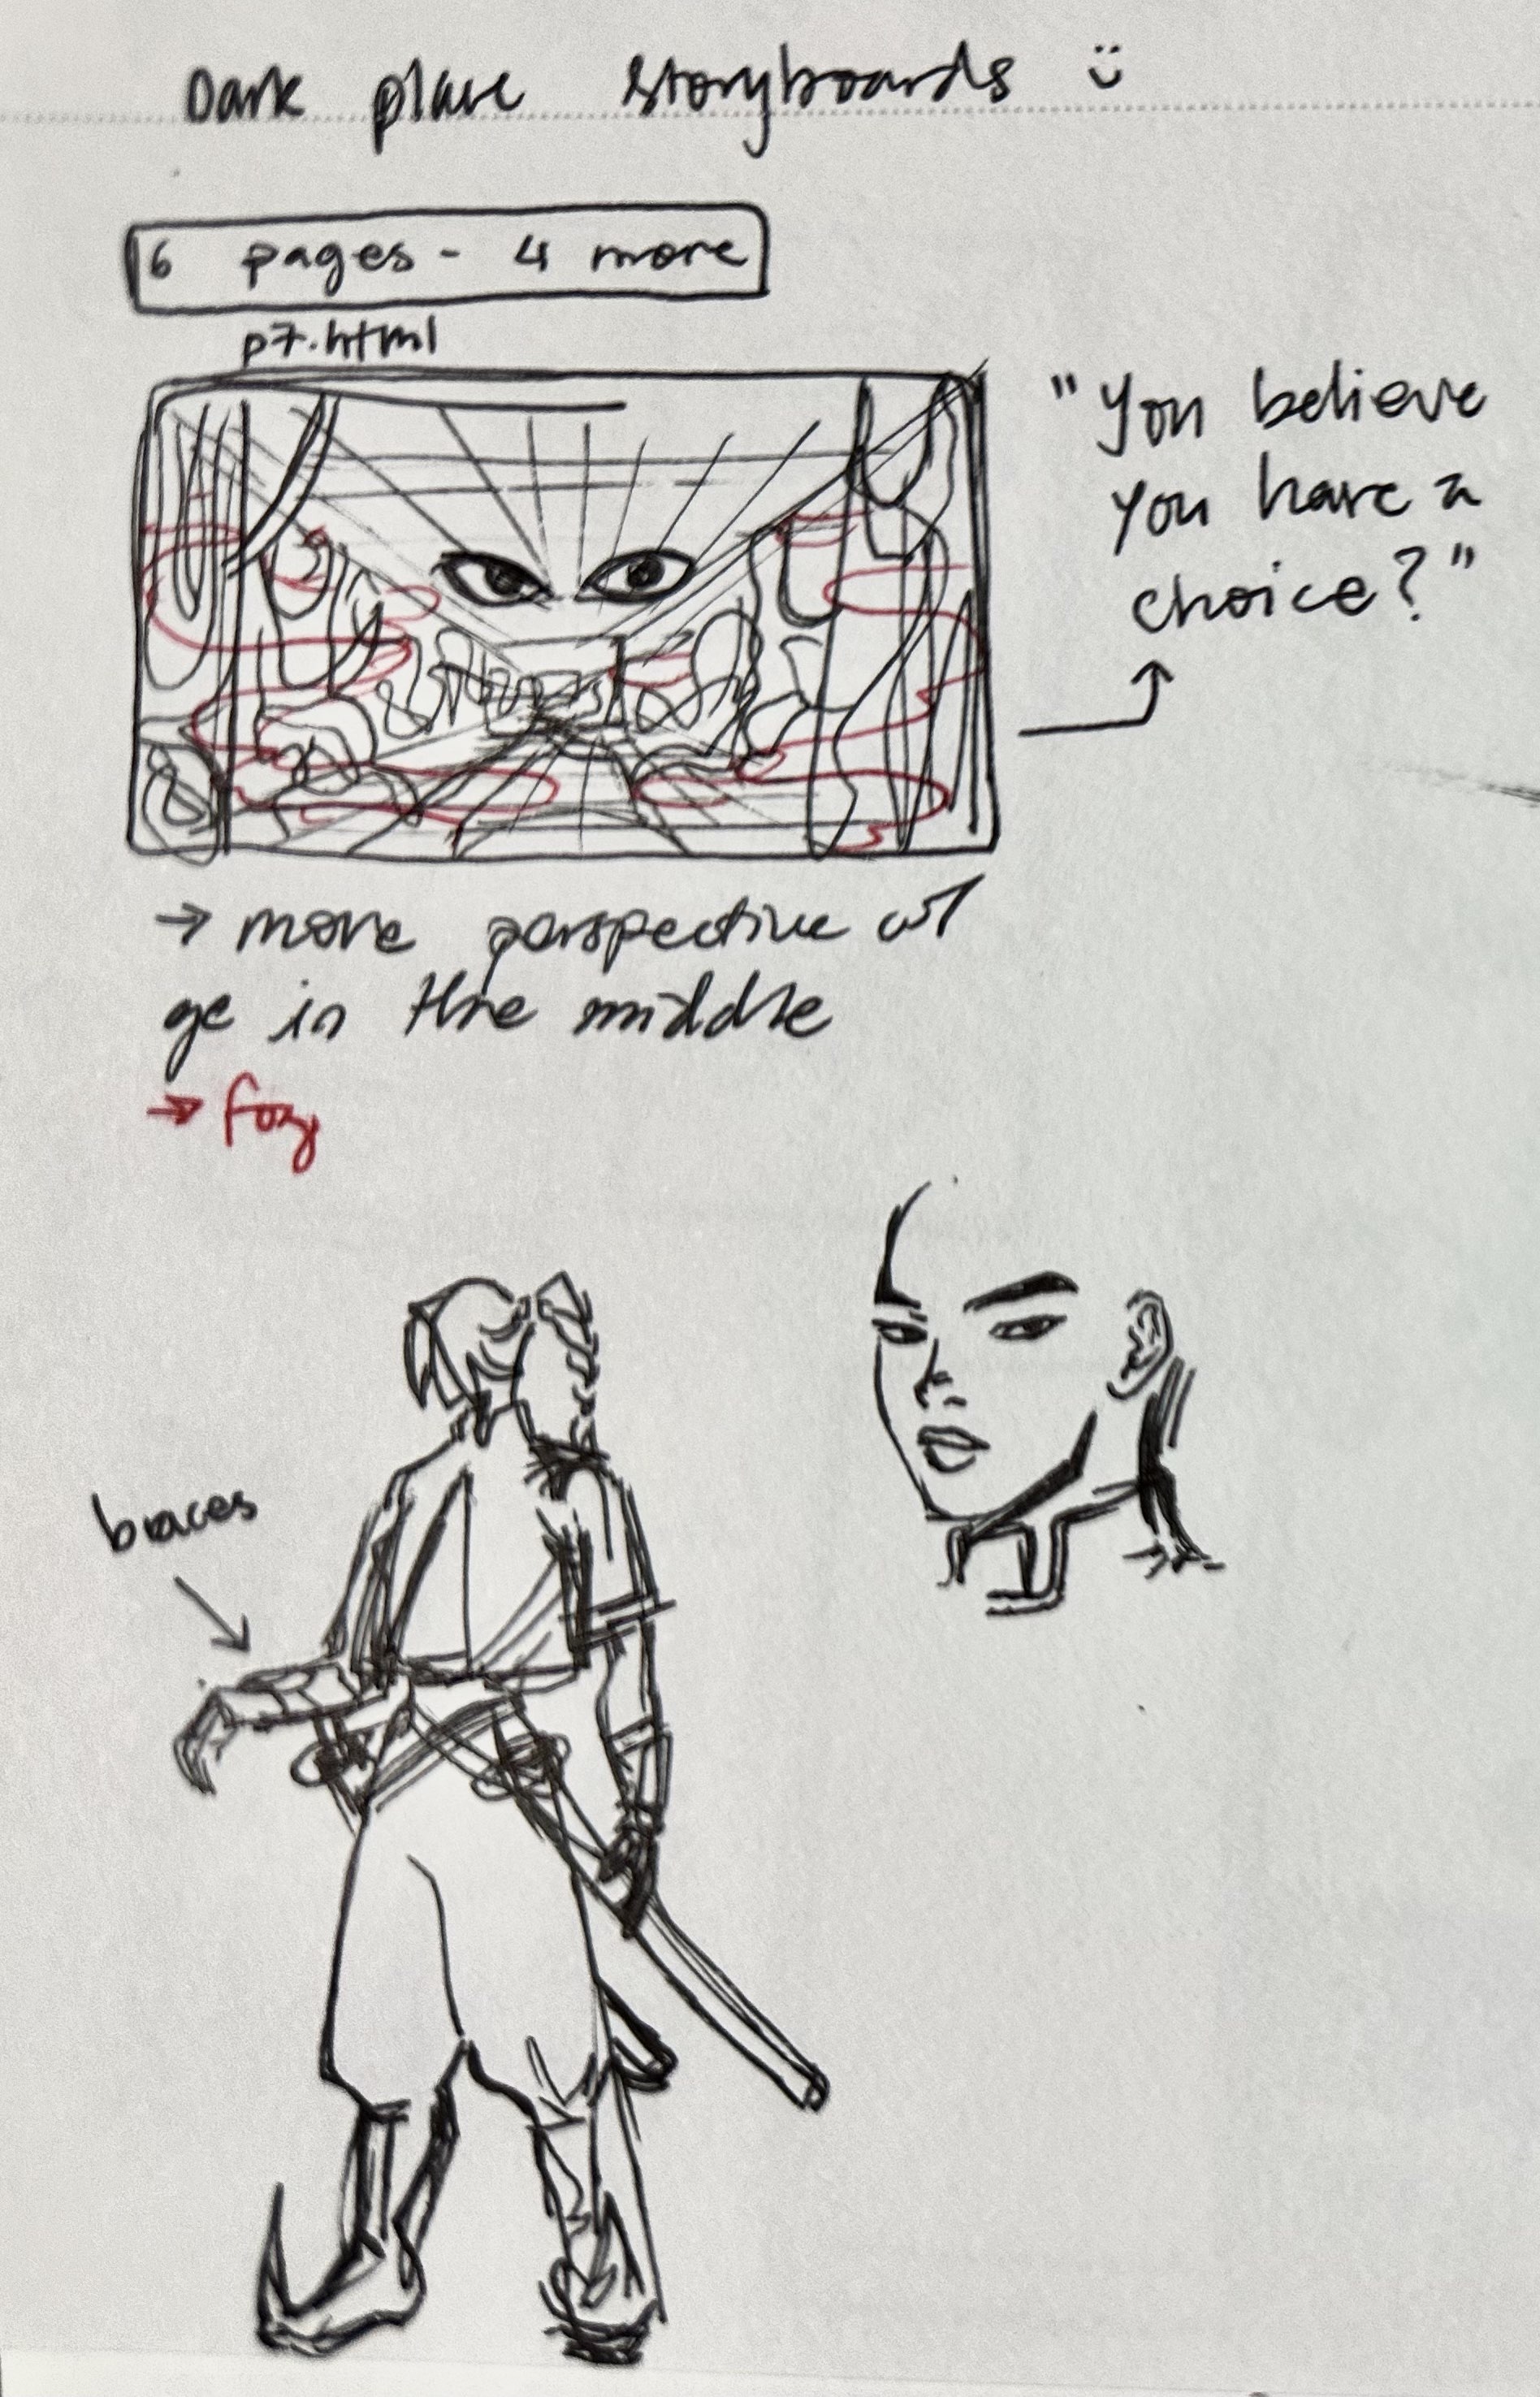 Dark place storyboards
6 pages - 4 more
p7.html
"You believe
you have a
choice?"
→ more perspective w/
ge in the middle
→ fog
braces